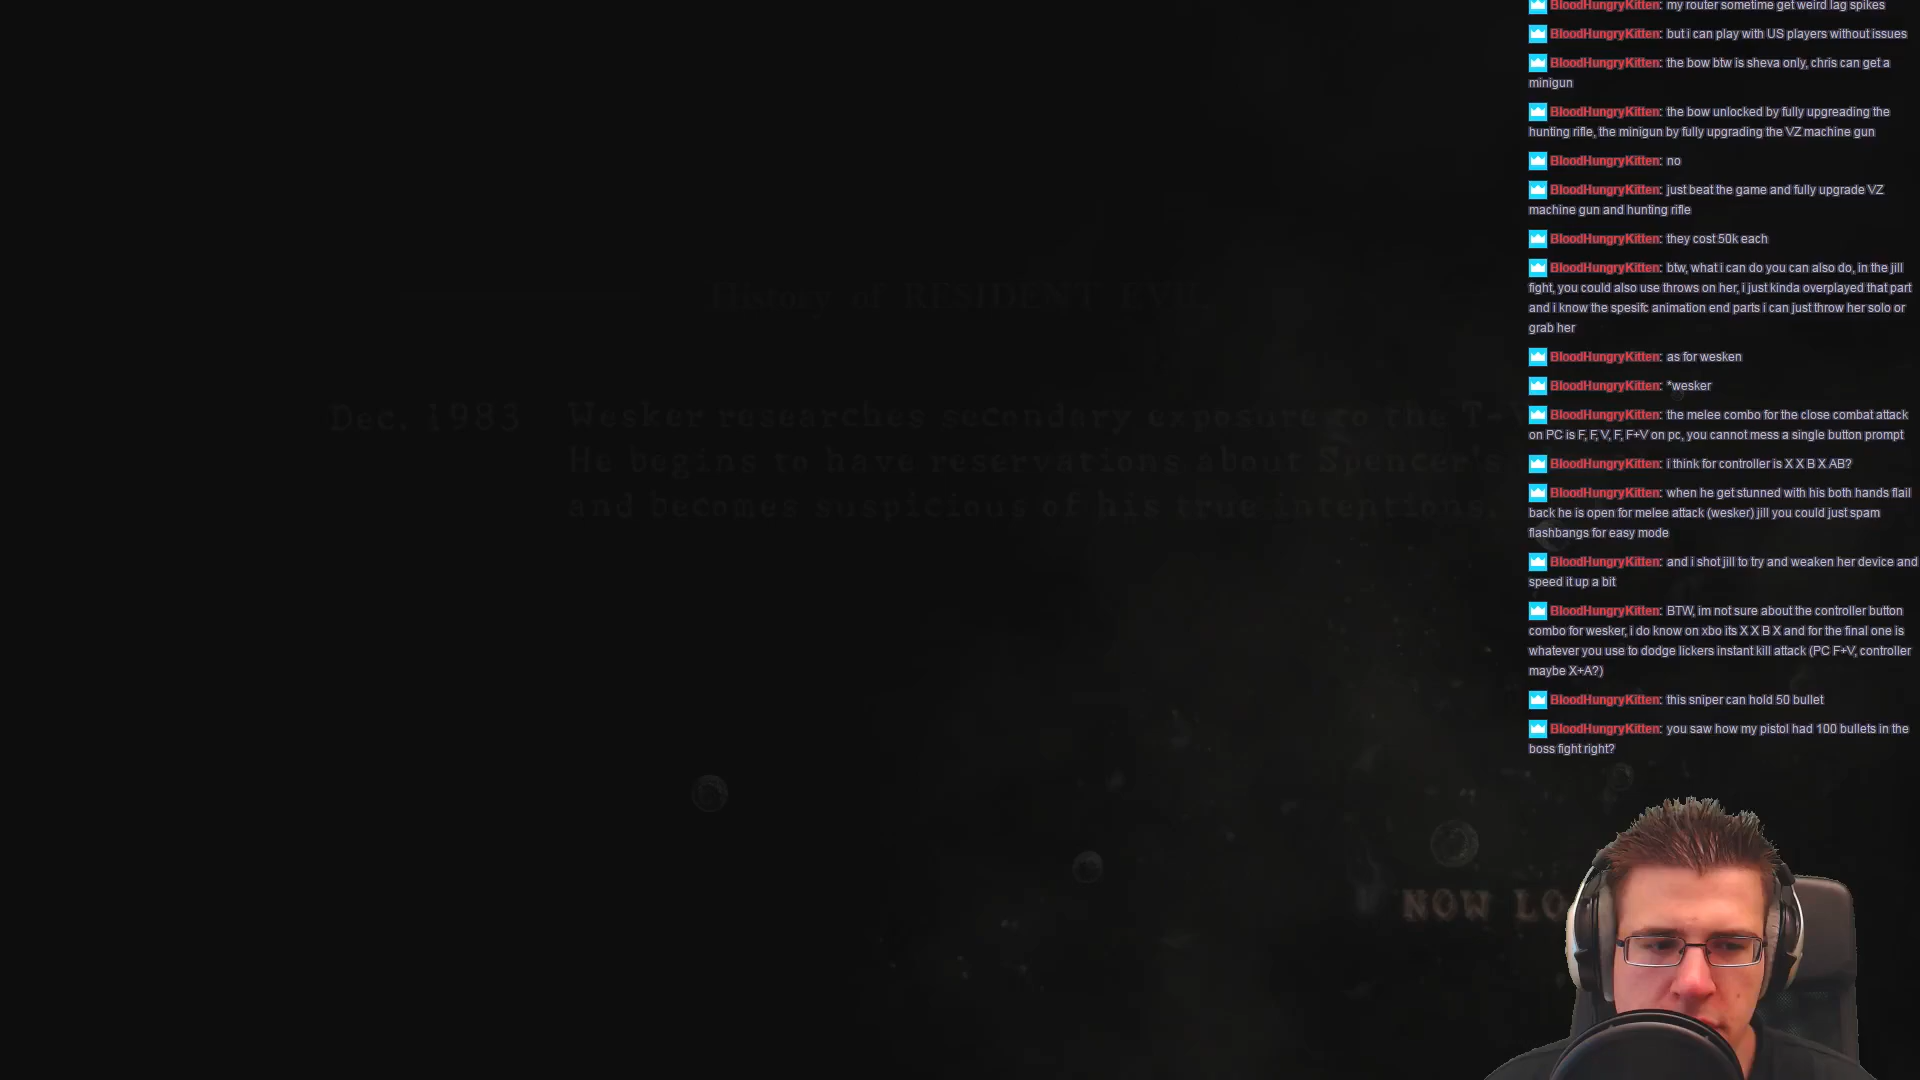 BloodHungryKitten: my router sometime get weird lag spikes
BloodHungryKitten: but i can play with US players without issues
BloodHungryKitten: the bow btw is sheva only, chris can get a
minigun
BloodHungryKitten: the bow unlocked by fully upgreading the
hunting rifle, the minigun by fully upgrading the VZ machine gun
BloodHungryKitten: no
BloodHungryKitten: just beat the game and fully upgrade VZ
machine gun and hunting rifle
BloodHungryKitten: they cost 50k each
BloodHungryKitten: btw, what i can do you can also do, in the jill
fight, you could also use throws on her, i just kinda overplayed that part
and i know the spesifc animation end parts i can just throw her solo or
grab her
BloodHungryKitten: as for wesken
BloodHungryKitten: *wesker
BloodHungryKitten: the melee combo for the close combat attack
on PC is F, F, V, F, F+V on pc, you cannot mess a single button prompt
BloodHungryKitten: i think for controller is X X B X AB?
BloodHungryKitten: when he get stunned with his both hands flail
back he is open for melee attack (wesker) jill you could just spam
flashbangs for easy mode
BloodHungryKitten: and i shot jill to try and weaken her device and
speed it up a bit
BloodHungryKitten: BTW, im not sure about the controller button
combo for wesker, i do know on xbo its X X B X and for the final one is
whatever you use to dodge lickers instant kill attack (PC F+V, controller
maybe X+A?)
BloodHungryKitten: this sniper can hold 50 bullet
BloodHungryKitten: you saw how my pistol had 100 bullets in the
boss fight right?
History of RESIDENT EVIL
Dec. 1983 Wesker researches secondary exposure to the
He begins to have reservations about Spencer's
and becomes suspicious of his true intentions.
NOW LO